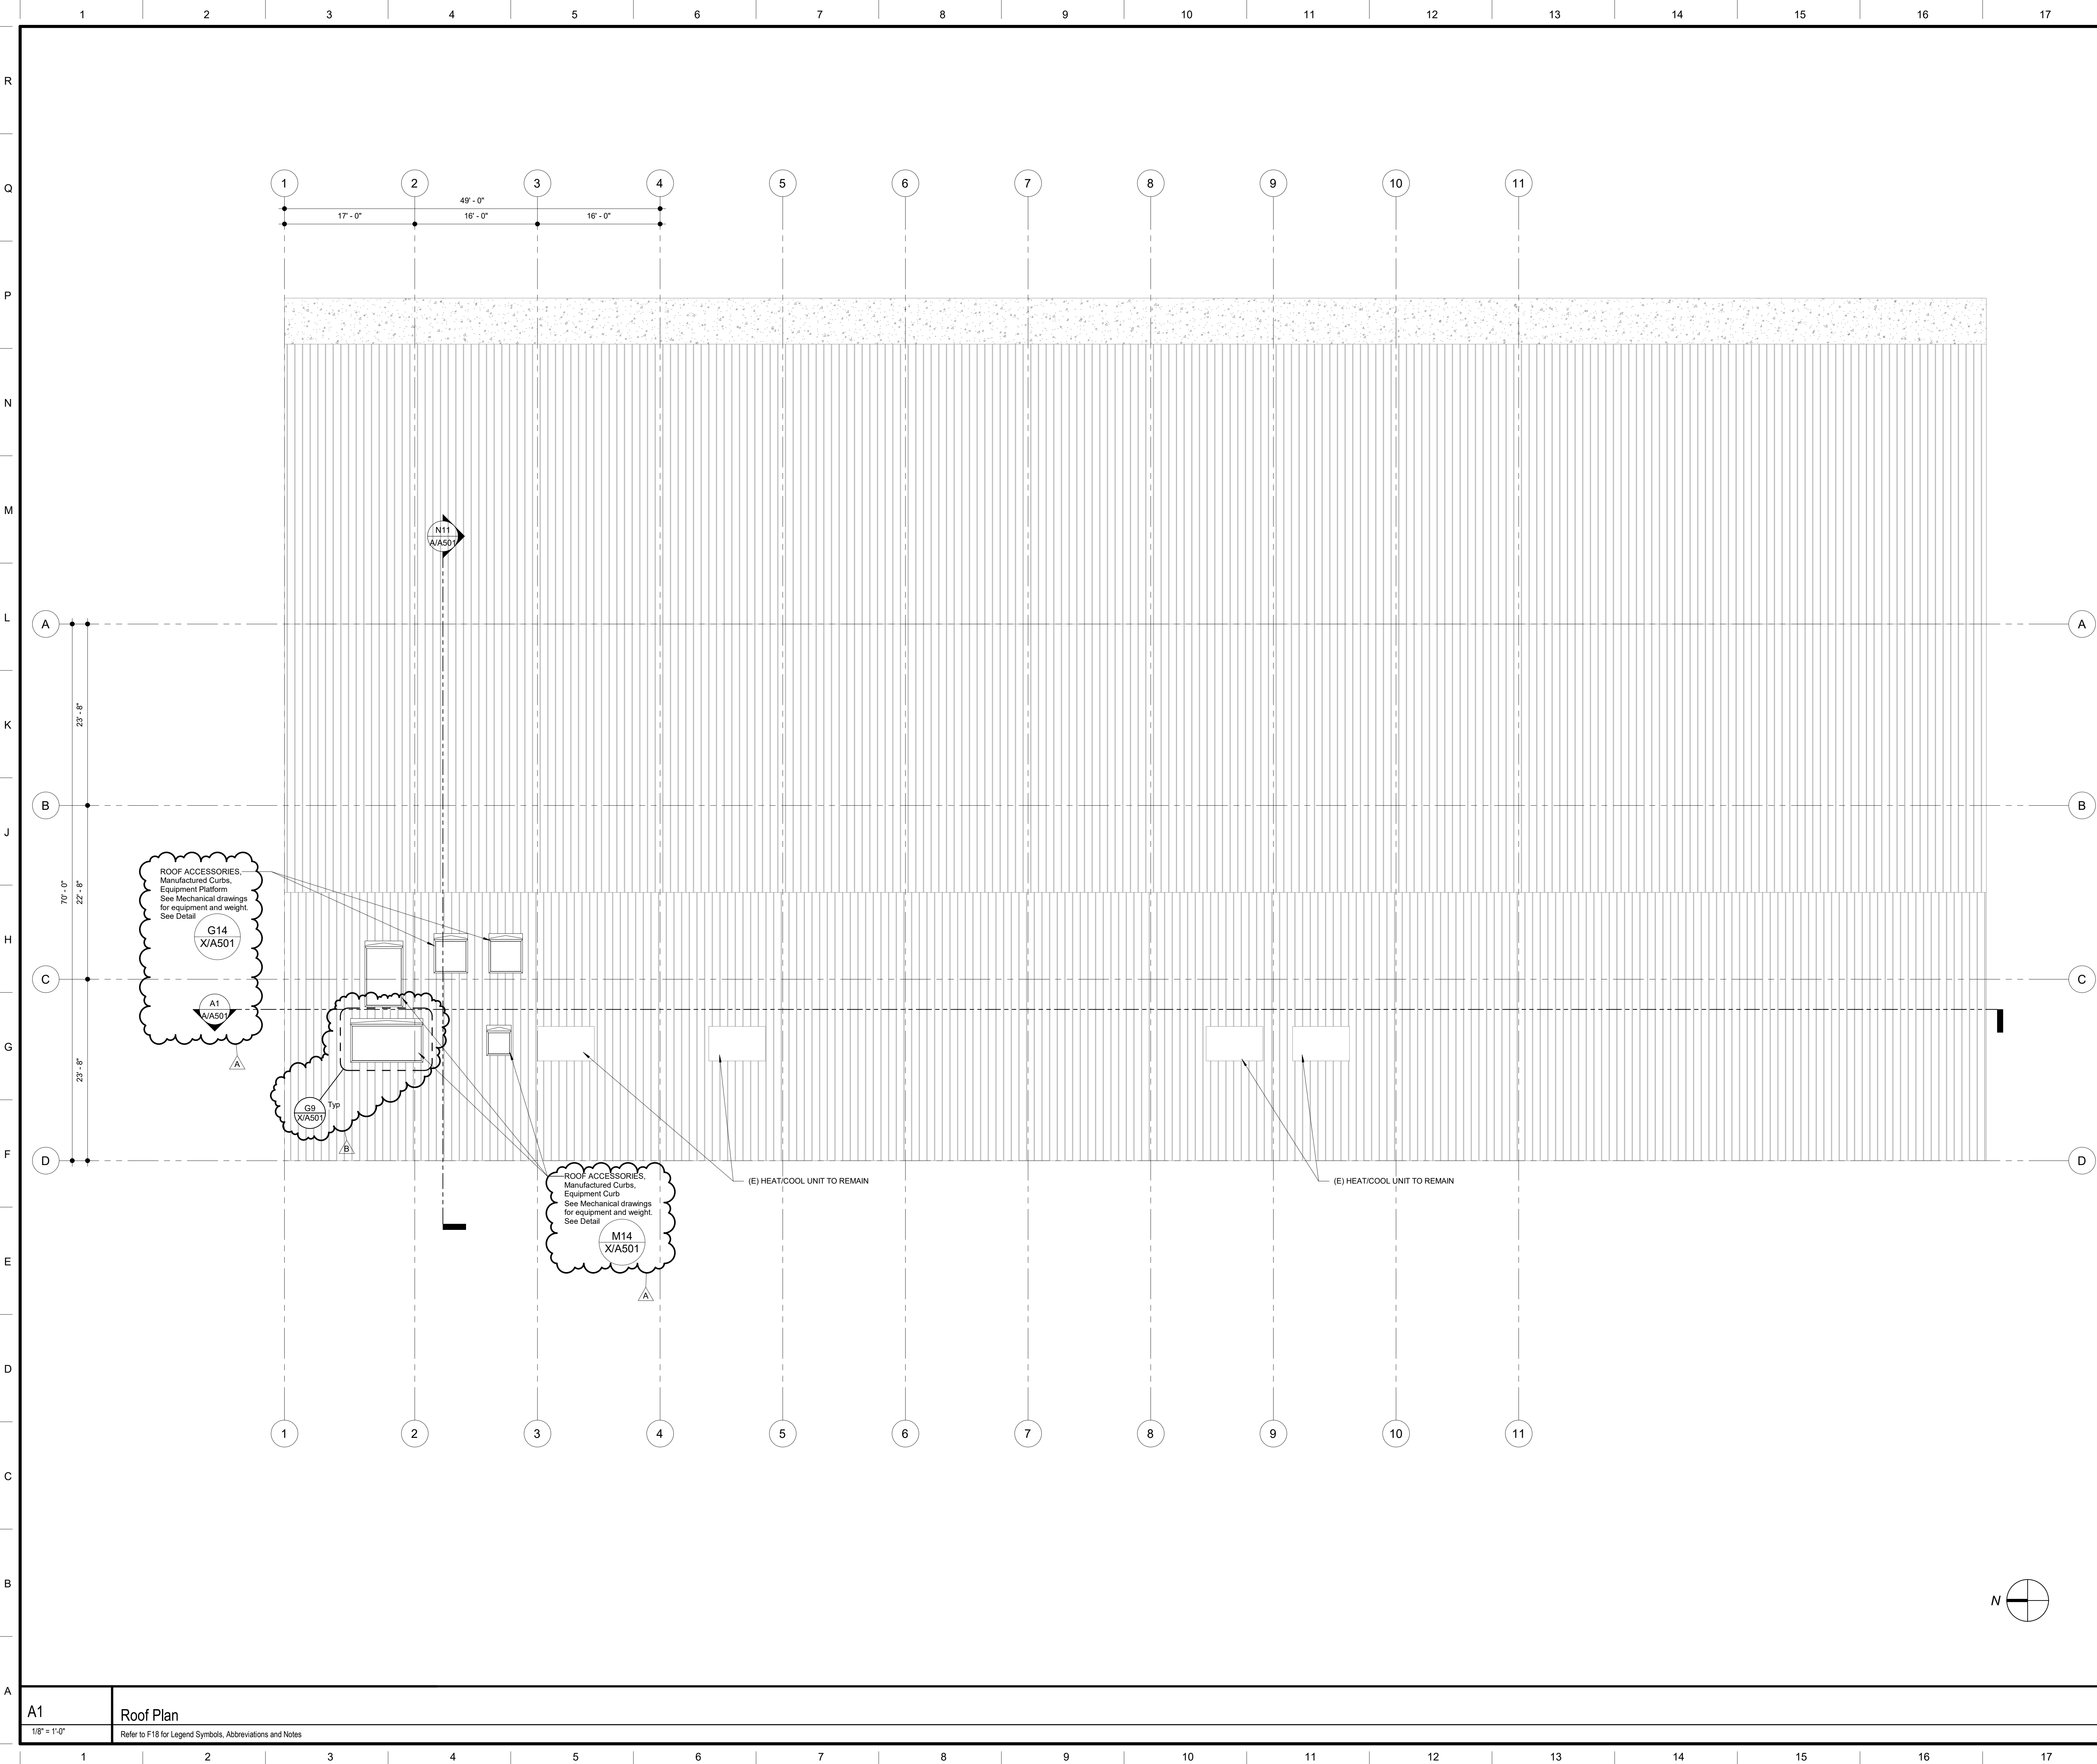 1 2 3 4 5 6 7 8 9 10 11 12 13 14 15 16 17
R
Q
P
N
M
L
K
J
H
G
F
E
D
C
B
A
1 2 3 4 5 6 7 8 9 10 11
49' - 0"
17' - 0" 16' - 0" 16' - 0"
N11
A/A501
A A
23' - 8"
B B
70' - 0"
22' - 8"
ROOF ACCESSORIES,
Manufactured Curbs,
Equipment Platform
See Mechanical drawings
for equipment and weight.
See Detail
G14
X/A501
C C
A1
A/A501
A
23' - 8"
G9
X/A501
Typ
B
D D
ROOF ACCESSORIES,
Manufactured Curbs,
Equipment Curb
See Mechanical drawings
for equipment and weight.
See Detail
M14
X/A501
A
(E) HEAT/COOL UNIT TO REMAIN
(E) HEAT/COOL UNIT TO REMAIN
1 2 3 4 5 6 7 8 9 10 11
N
A1
Roof Plan
1/8" = 1'-0"
Refer to F18 for Legend Symbols, Abbreviations and Notes
1 2 3 4 5 6 7 8 9 10 11 12 13 14 15 16 17